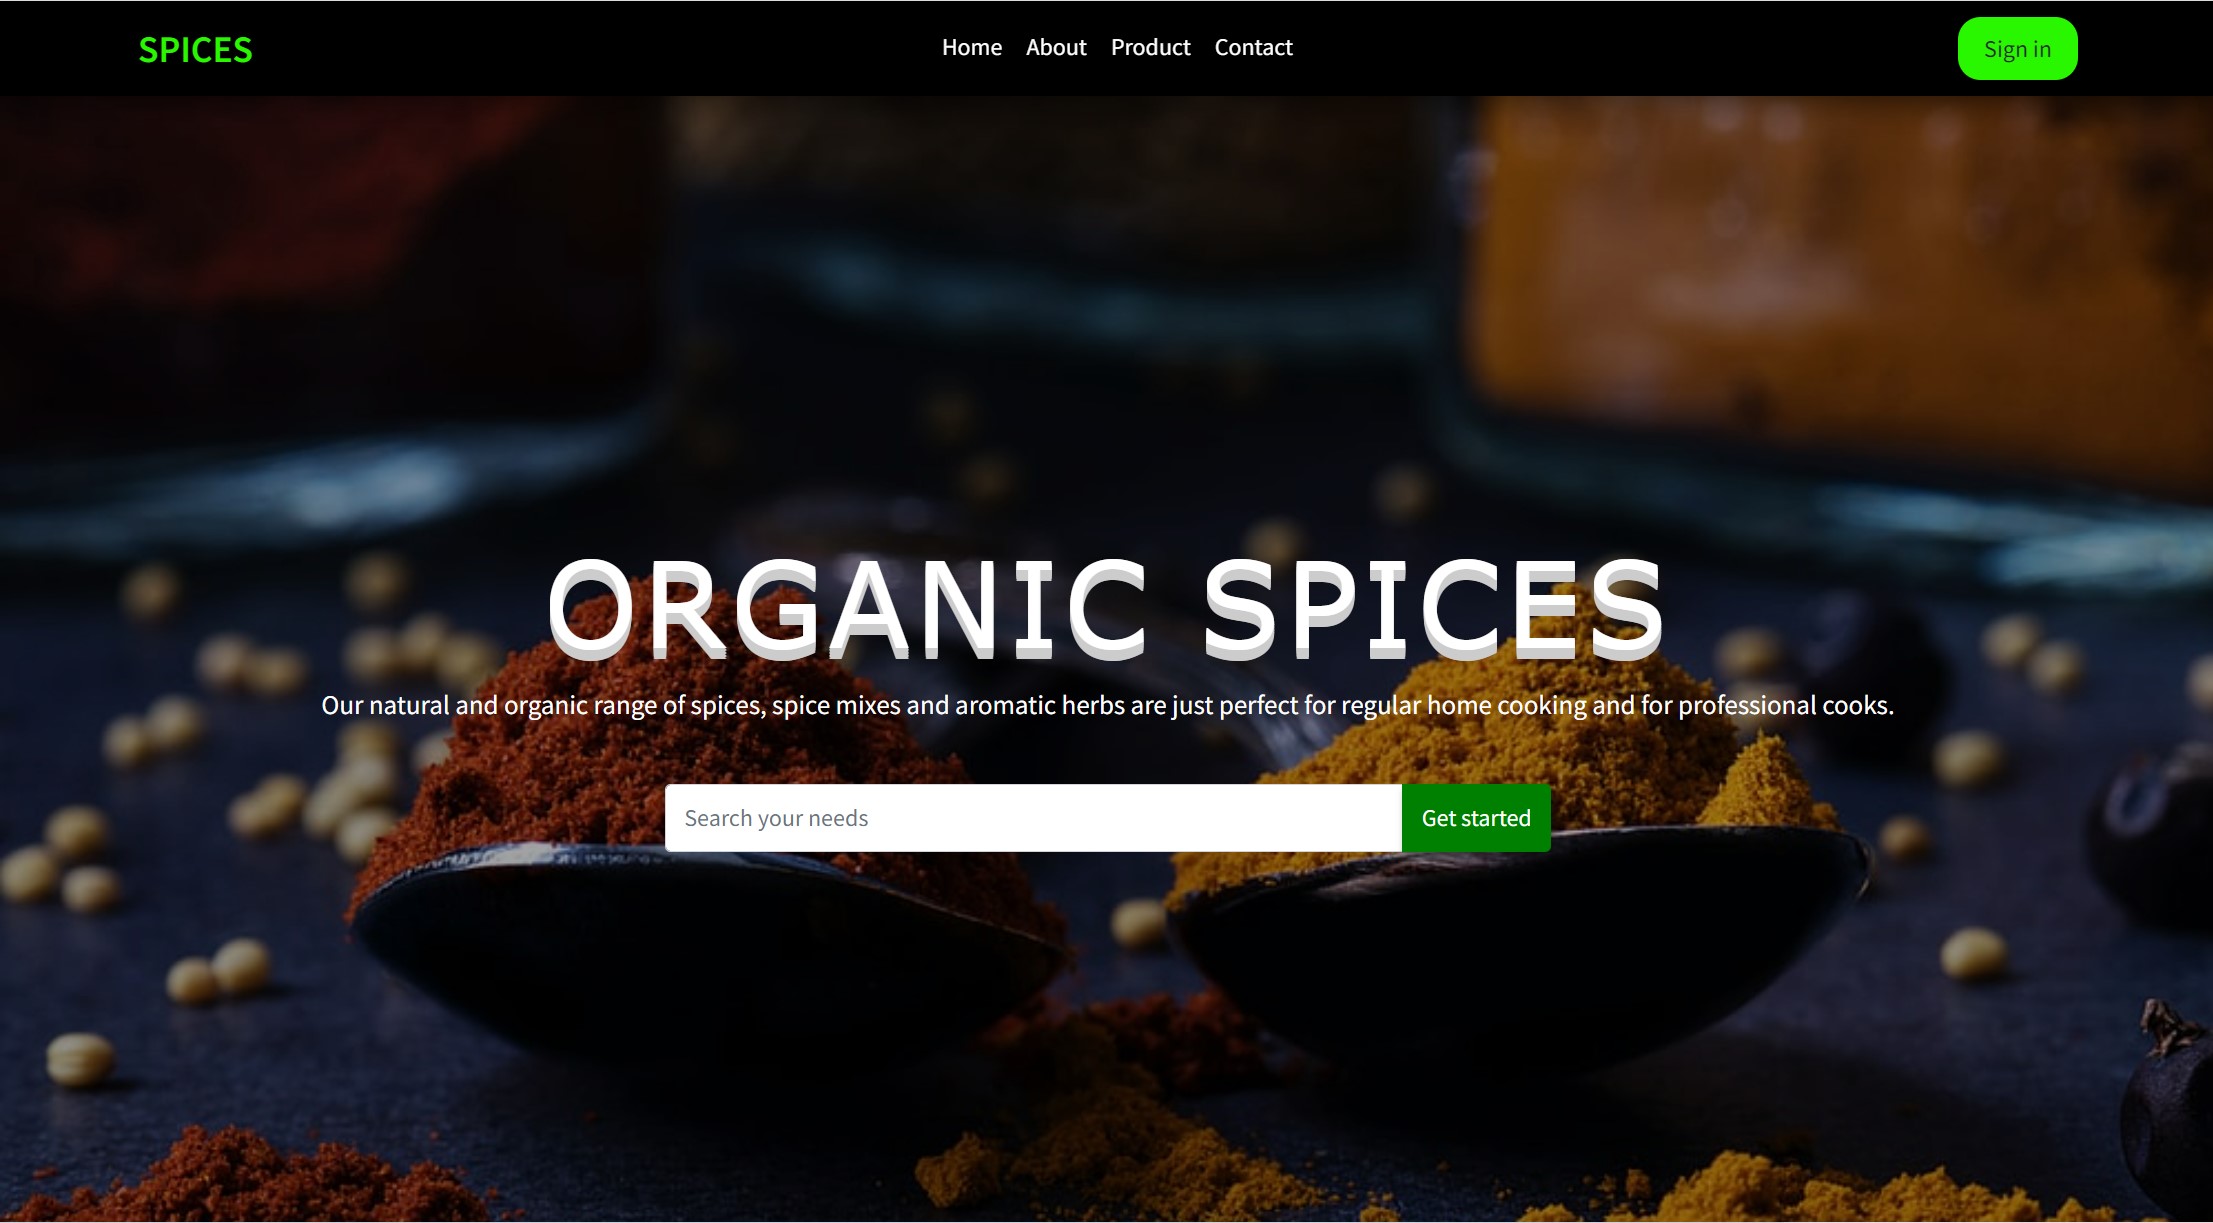 SPICES
Home About Product Contact
Sign in
ORGANIC SPICES
Our natural and organic range of spices, spice mixes and aromatic herbs are just perfect for regular home cooking and for professional cooks.
Search your needs
Get started